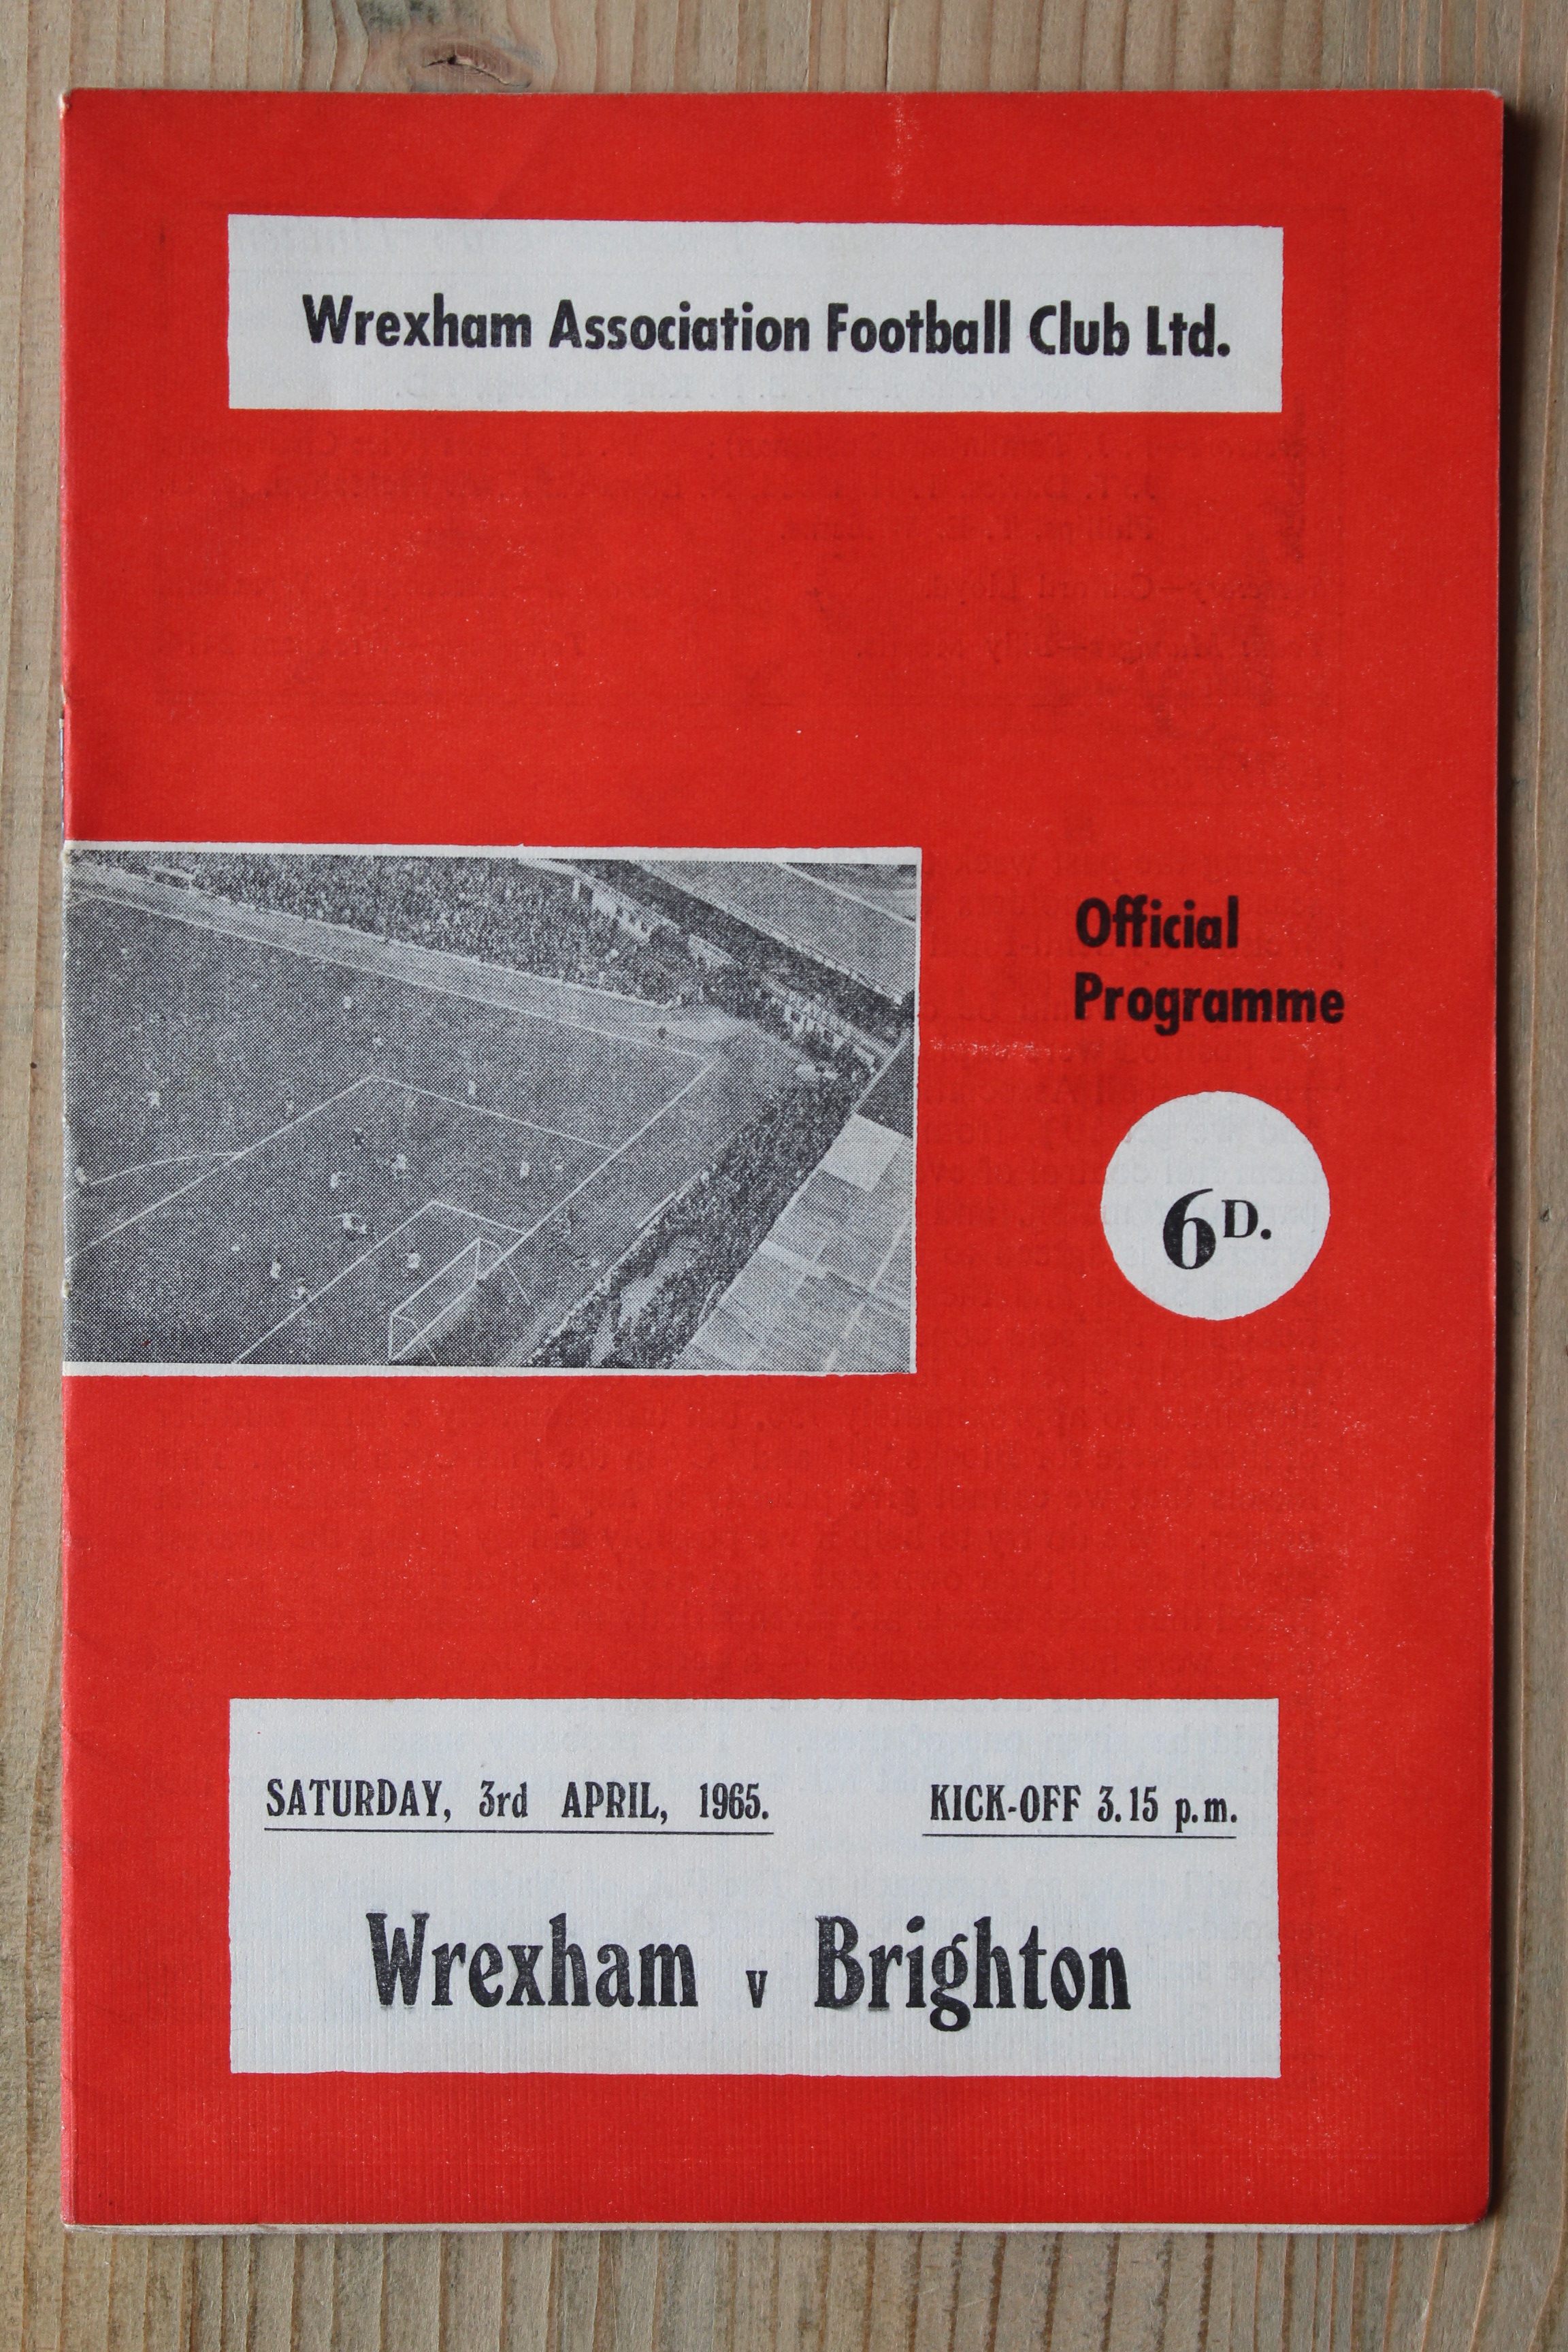 Wrexham Association Football Club Ltd.
Official
Programme
6D.
SATURDAY, 3rd APRIL, 1965.
KICK-OFF 3.15 p.m.
Wrexham v Brighton